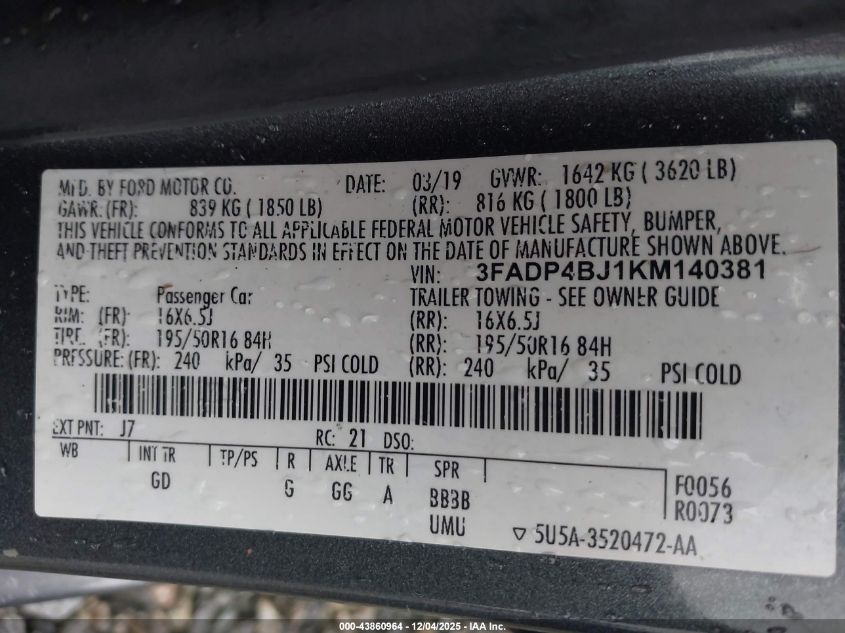 MFD. BY FORD MOTOR CO. DATE: 03/19 GVWR: 1642 KG ( 3620 LB)
GAWR: (FR): 839 KG ( 1850 LB) (RR): 816 KG ( 1800 LB)
THIS VEHICLE CONFORMS TO ALL APPLICABLE FEDERAL MOTOR VEHICLE SAFETY, BUMPER,
AND THEFT PREVENTION STANDARDS IN EFFECT ON THE DATE OF MANUFACTURE SHOWN ABOVE.
VIN: 3FADP4BJ1KM140381
TYPE: Passenger Car TRAILER TOWING - SEE OWNER GUIDE
RIM: (FR): 16X6.5J (RR): 16X6.5J
TIRE. (FR): 195/50R16 84H (RR): 195/50R16 84H
PRESSURE: (FR): 240 kPa/ 35 PSI COLD (RR): 240 kPa/ 35 PSI COLD
EXT PNT: J7 RC: 21 DSO:
WB INT TR TP/PS R AXLE TR SPR
GD G GG A BBBB F0056
UMU R0073
5U5A-3520472-AA
000-43860964 - 12/04/2025 - IAA Inc.